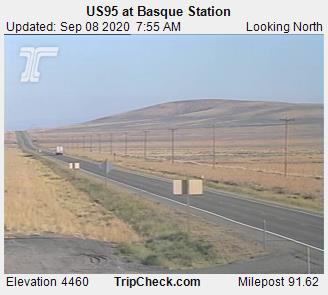 US95 at Basque Station
Updated: Sep 08 2020 7:55 AM Looking North
Elevation 4460 TripCheck.com Milepost 91.62